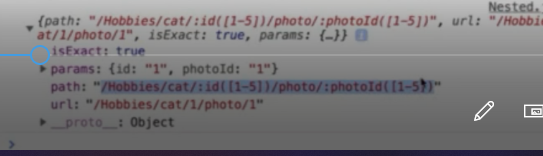 Nested.
{path: "/Hobbies/cat/:id([1-5])/photo/:photoId([1-5])", url: "/Hobbi
at/1/photo/1", isExact: true, params: {…}}
isExact: true
params: {id: "1", photoId: "1"}
path: "/Hobbies/cat/:id([1-5])/photo/:photoId([1-5])"
url: "/Hobbies/cat/1/photo/1"
__proto__: Object